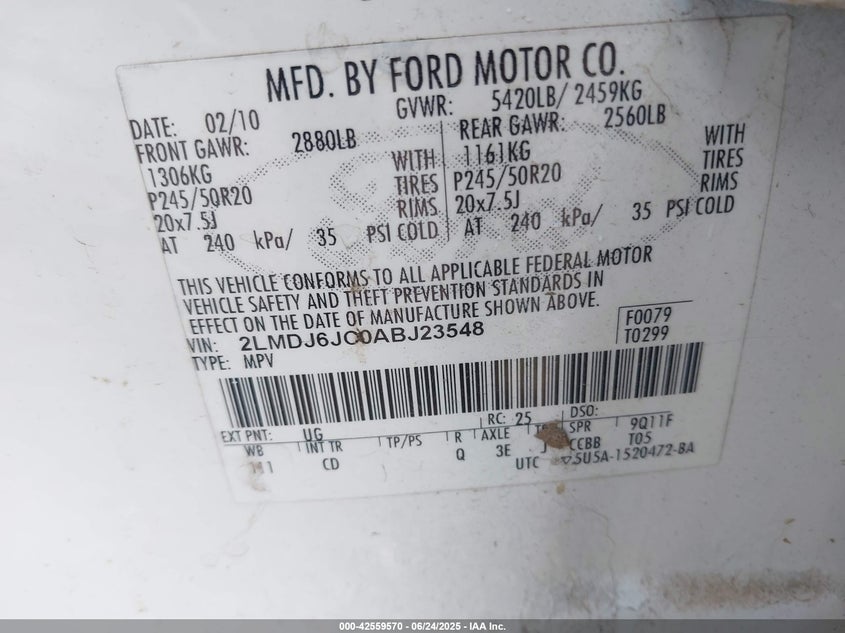 MFD. BY FORD MOTOR CO.
DATE: 02/10 GVWR: 5420LB/ 2459KG
FRONT GAWR: 2880LB REAR GAWR: 2560LB
1306KG WITH 1161KG WITH
P245/50R20 TIRES P245/50R20 TIRES
20x7.5J RIMS 20x7.5J RIMS
AT 240 kPa/ 35 PSI COLD AT 240 kPa/ 35 PSI COLD
THIS VEHICLE CONFORMS TO ALL APPLICABLE FEDERAL MOTOR
VEHICLE SAFETY AND THEFT PREVENTION STANDARDS IN
EFFECT ON THE DATE OF MANUFACTURE SHOWN ABOVE.
VIN: 2LMDJ6JC0ABJ23548 F0079
TYPE: MPV T0299
EXT PNT: UG RC: 25 DSO:
WB INT TR TP/PS R AXLE SPR 9Q11F
CD Q 3E J CCBB T05
UTC ▽5U5A-1520472-BA
000-42559570 - 06/24/2025 - IAA Inc.